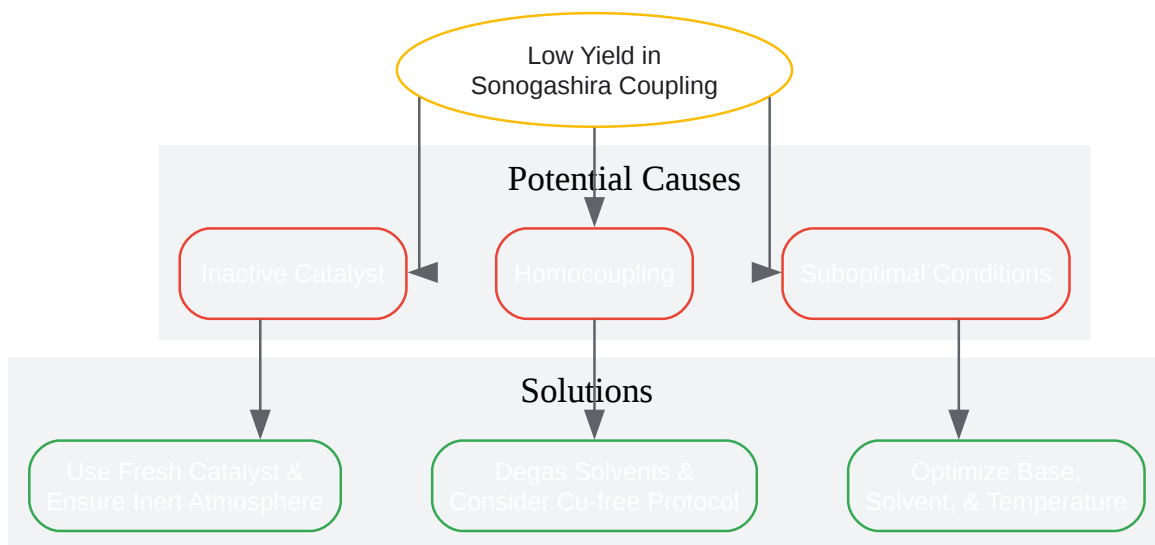 Low Yield in
Sonogashira Coupling
Potential Causes
Inactive Catalyst
Homocoupling
Suboptimal Conditions
Solutions
Use Fresh Catalyst &
Ensure Inert Atmosphere
Degas Solvents &
Consider Cu-free Protocol
Optimize Base,
Solvent, & Temperature